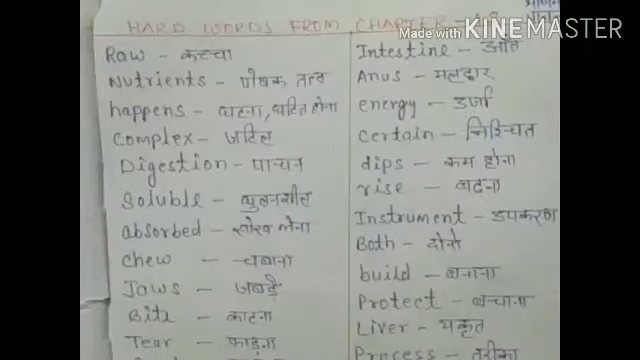 HARD WORDS FROM CHAPTER -
Made with KINEMASTER
Raw - कच्चा
Nutrients - पोषक तत्व
happens - घटना, घटित होना
Complex - जटिल
Digestion - पाचन
Soluble - घुलनशील
absorbed - सोख लेना
Chew - चबाना
Jaws - जबड़े
Bite - काटना
Tear - फाड़ना
Intestine - आंत
Anus - मलद्वार
energy - उर्जा
Certain - निश्चित
dips - कम होना
rise - बढ़ना
Instrument - उपकरण
Both - दोनो
build - बनाना
Protect - बचाना
Liver - यकृत
Process - तरीका